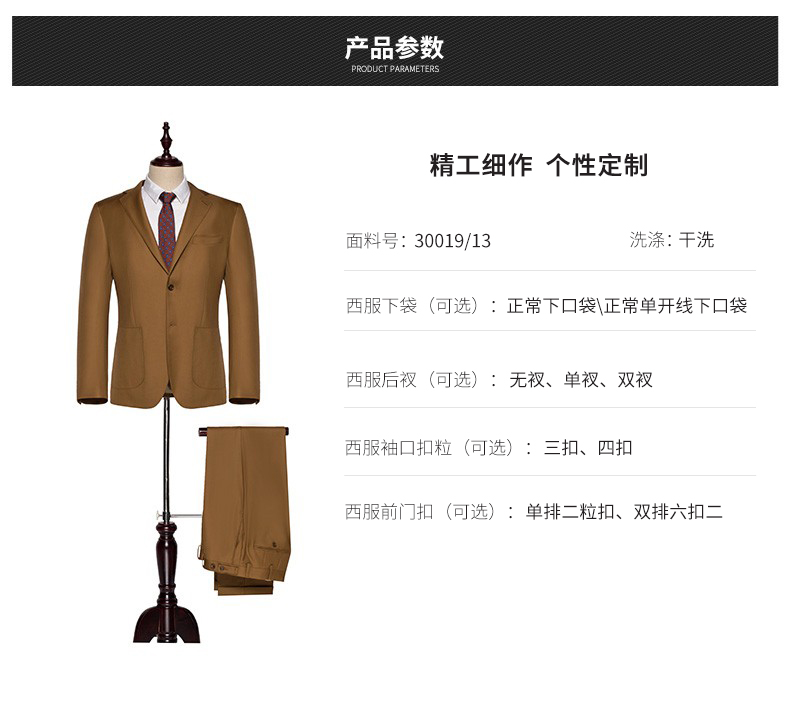 产品参数
PRODUCT PARAMETERS
精工细作 个性定制
面料号：30019/13 洗涤：干洗
西服下袋（可选）：正常下口袋\正常单开线下口袋
西服后衩（可选）：无衩、单衩、双衩
西服袖口扣粒（可选）：三扣、四扣
西服前门扣（可选）：单排二粒扣、双排六扣二